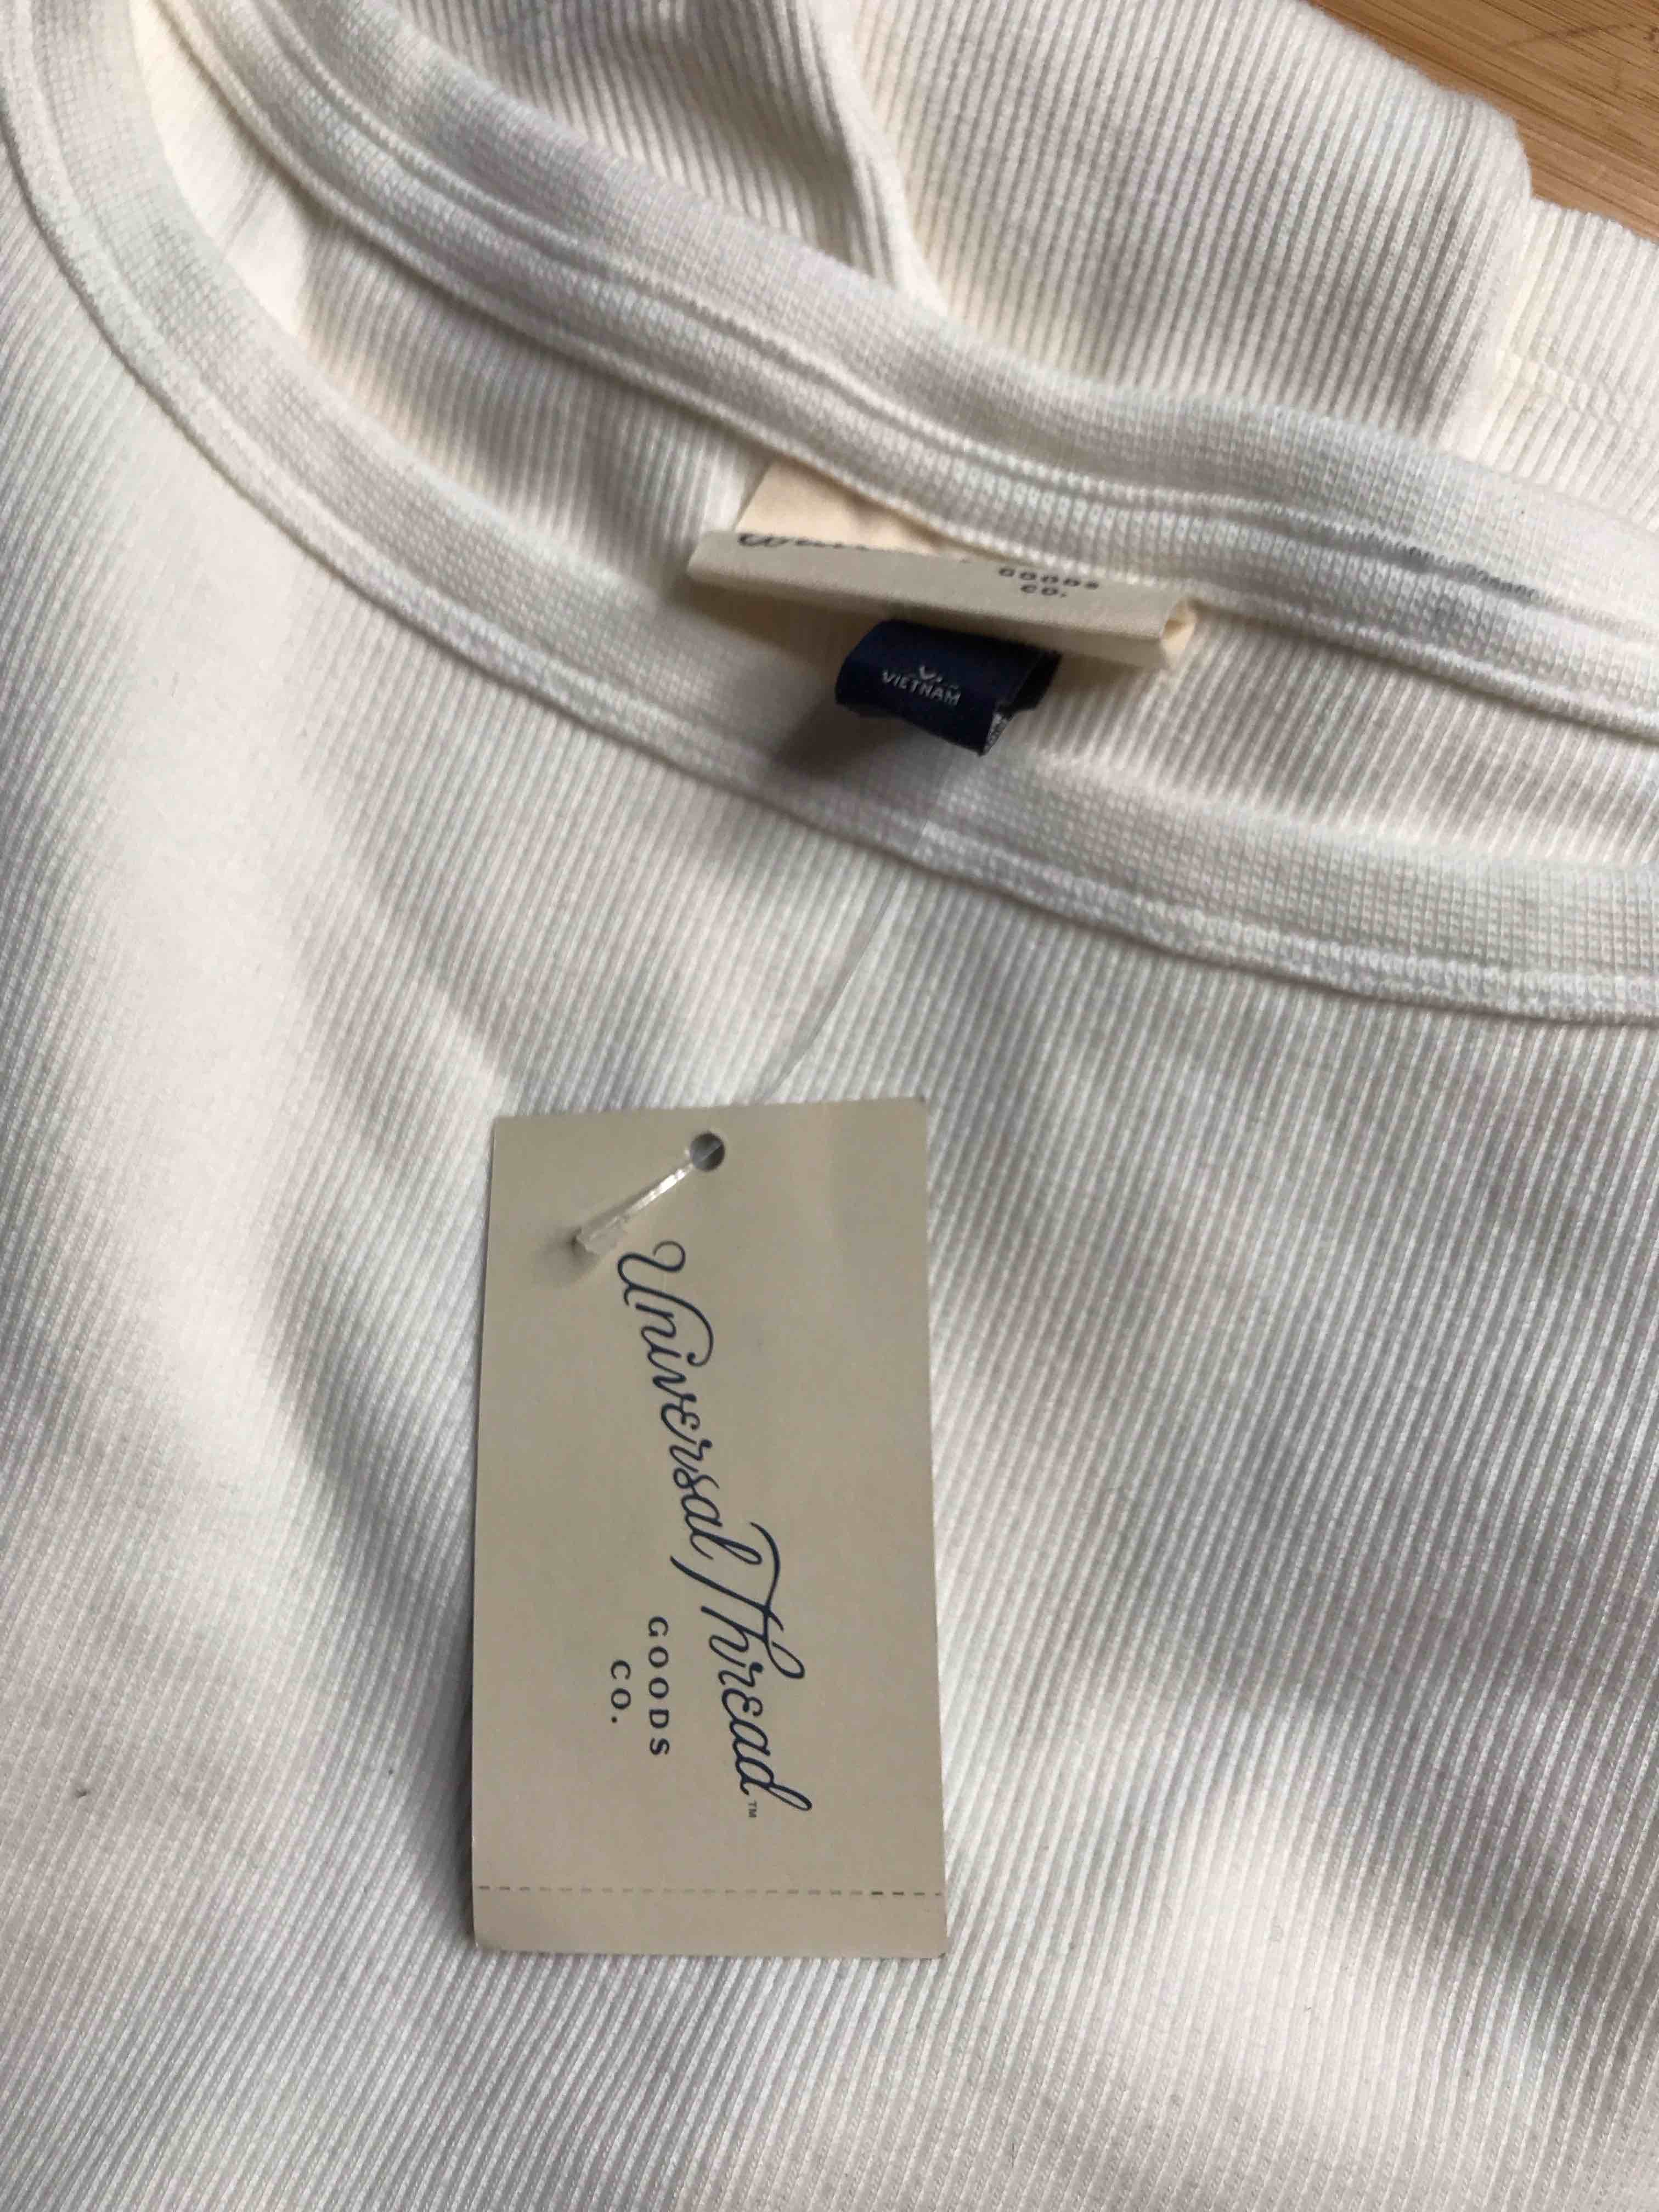 GOODS
CO.
VIETNAM
Universal Thread™
GOODS
CO.